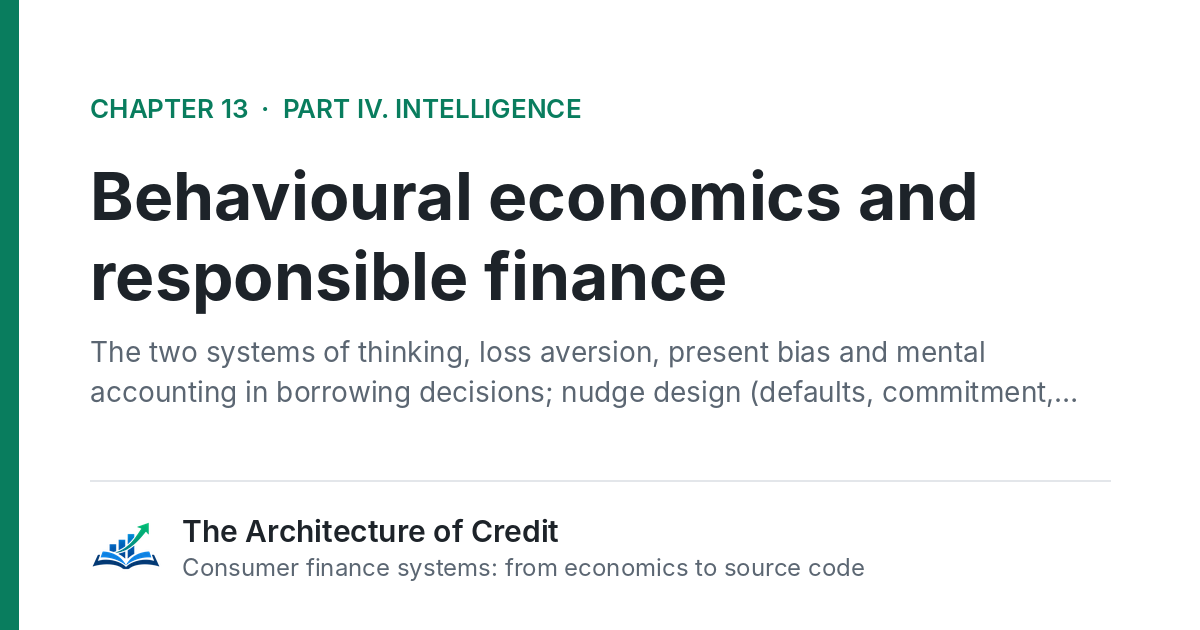 CHAPTER 13 · PART IV. INTELLIGENCE
Behavioural economics and
responsible finance
The two systems of thinking, loss aversion, present bias and mental
accounting in borrowing decisions; nudge design (defaults, commitment,...
The Architecture of Credit
Consumer finance systems: from economics to source code